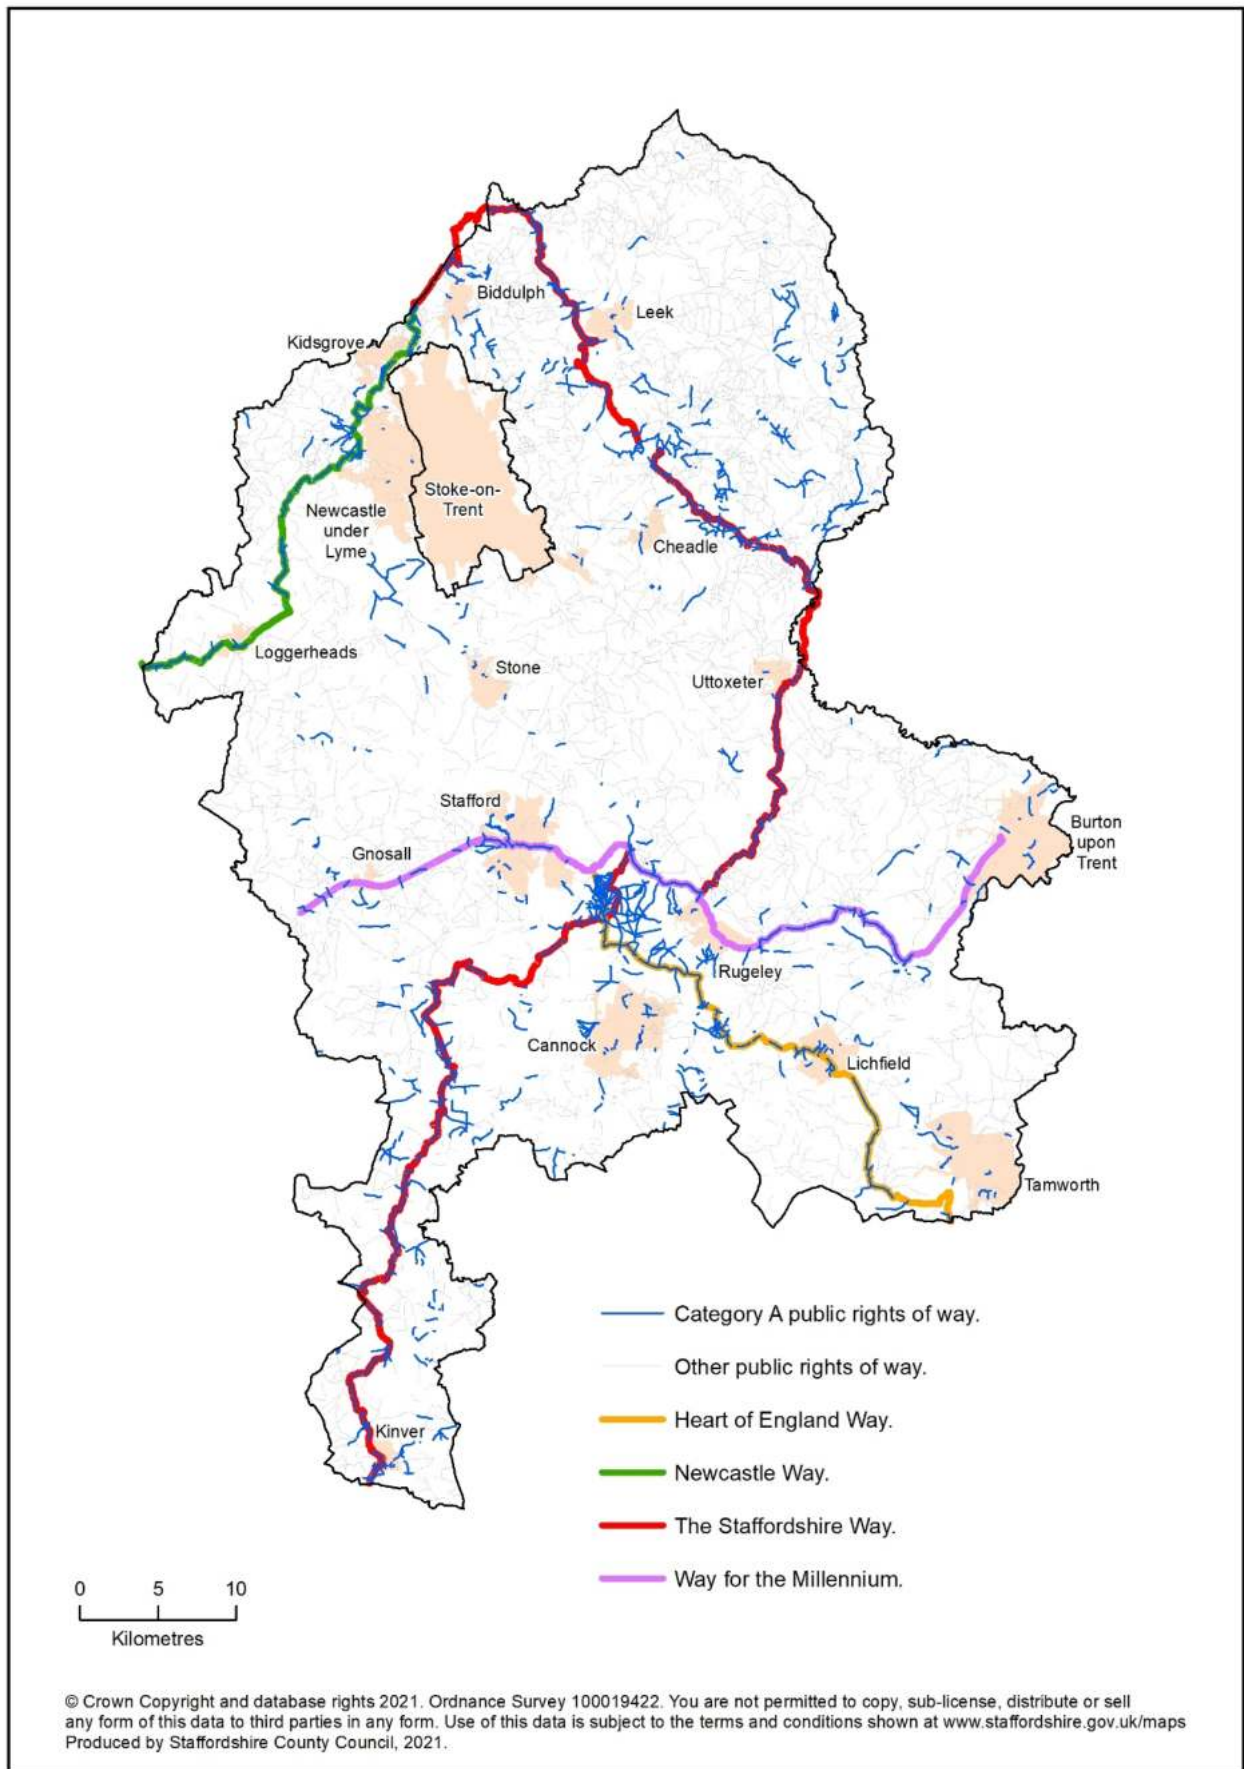 Biddulph
Leek
Kidsgrove
Stoke-on-
Trent
Newcastle
under
Lyme
Cheadle
Loggerheads
Stone
Uttoxeter
Stafford
Gnosall
Burton
upon
Trent
Rugeley
Cannock
Lichfield
Tamworth
Kinver
Category A public rights of way.
Other public rights of way.
Heart of England Way.
Newcastle Way.
The Staffordshire Way.
Way for the Millennium.
0 5 10
Kilometres
© Crown Copyright and database rights 2021. Ordnance Survey 100019422. You are not permitted to copy, sub-license, distribute or sell
any form of this data to third parties in any form. Use of this data is subject to the terms and conditions shown at www.staffordshire.gov.uk/maps
Produced by Staffordshire County Council, 2021.